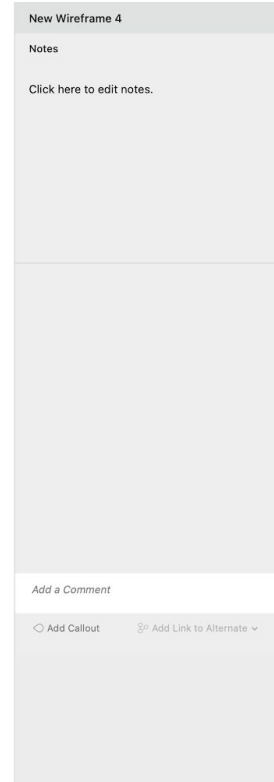 New Wireframe 4
Notes
Click here to edit notes.
Add a Comment
Add Callout Add Link to Alternate